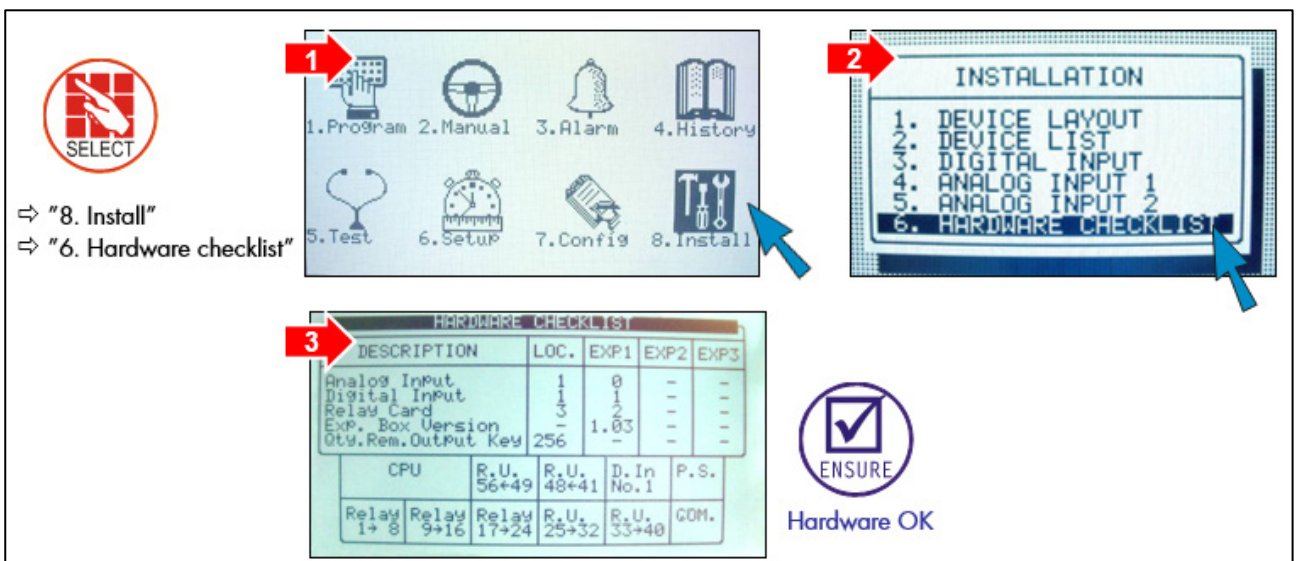 SELECT
⇨ "8. Install"
⇨ "6. Hardware checklist"
1
1.Program 2.Manual 3.Alarm 4.History
5.Test 6.Setup 7.Config 8.Install
2
INSTALLATION
1. DEVICE LAYOUT
2. DEVICE LIST
3. DIGITAL INPUT
4. ANALOG INPUT 1
5. ANALOG INPUT 2
6. HARDWARE CHECKLIST
3
HARDWARE CHECKLIST
DESCRIPTION LOC. EXP1 EXP2 EXP3
Analog Input 1 0 - -
Digital Input 1 1 - -
Relay Card 3 2 - -
Exp. Box Version - 1.03 - -
Qty.Rem.Output Key 256 - - -
CPU R.U. 56←49 R.U. 48←41 D.In No.1 P.S.
Relay 1→ 8 Relay 9→16 Relay 17→24 R.U. 25→32 R.U. 33→40 COM.
ENSURE
Hardware OK